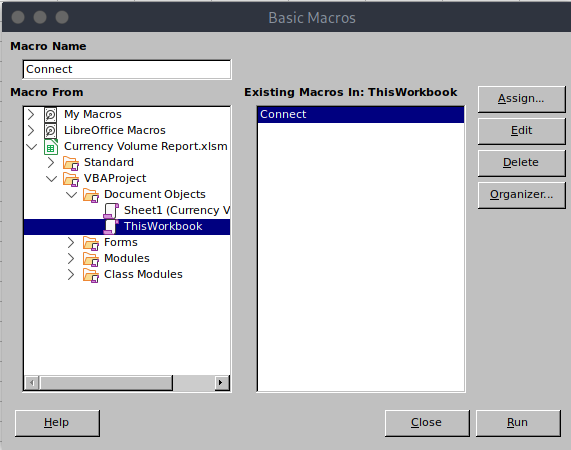 Basic Macros
Macro Name
Connect
Macro From
Existing Macros In: ThisWorkbook
My Macros
LibreOffice Macros
Currency Volume Report.xlsm
Standard
VBAProject
Document Objects
Sheet1 (Currency V
ThisWorkbook
Forms
Modules
Class Modules
Connect
Assign...
Edit
Delete
Organizer...
Help
Close
Run